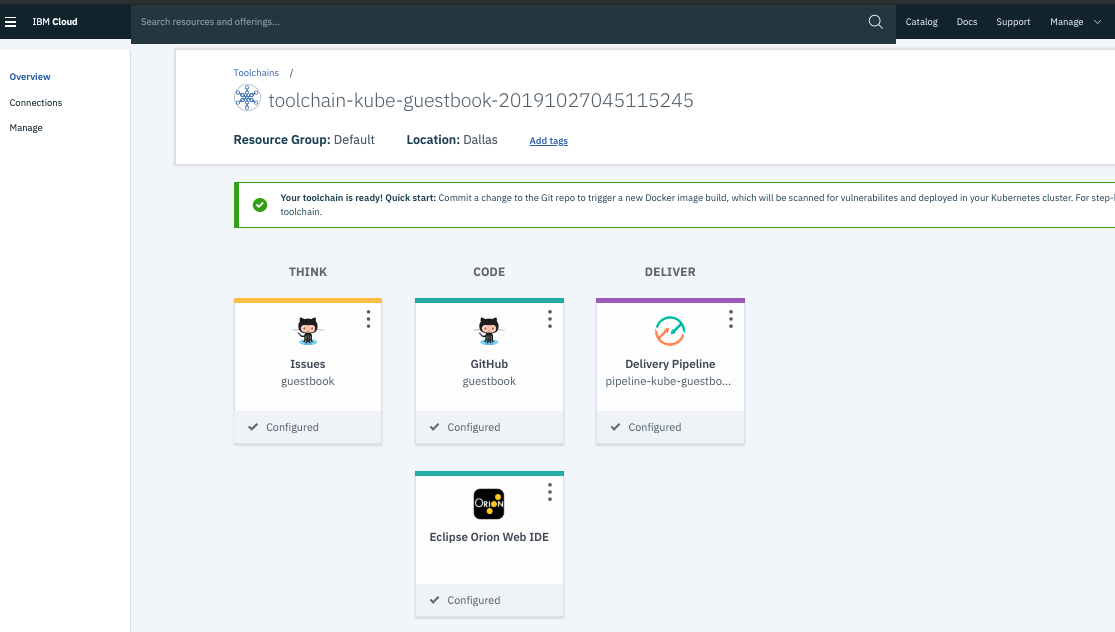 IBM Cloud
Search resources and offerings...
Catalog
Docs
Support
Manage
Overview
Connections
Manage
Toolchains /
toolchain-kube-guestbook-20191027045115245
Resource Group: Default Location: Dallas Add tags
Your toolchain is ready! Quick start: Commit a change to the Git repo to trigger a new Docker image build, which will be scanned for vulnerabilites and deployed in your Kubernetes cluster. For step-
toolchain.
THINK
CODE
DELIVER
Issues
guestbook
Configured
GitHub
guestbook
Configured
Delivery Pipeline
pipeline-kube-guestbo...
Configured
ORION
Eclipse Orion Web IDE
Configured